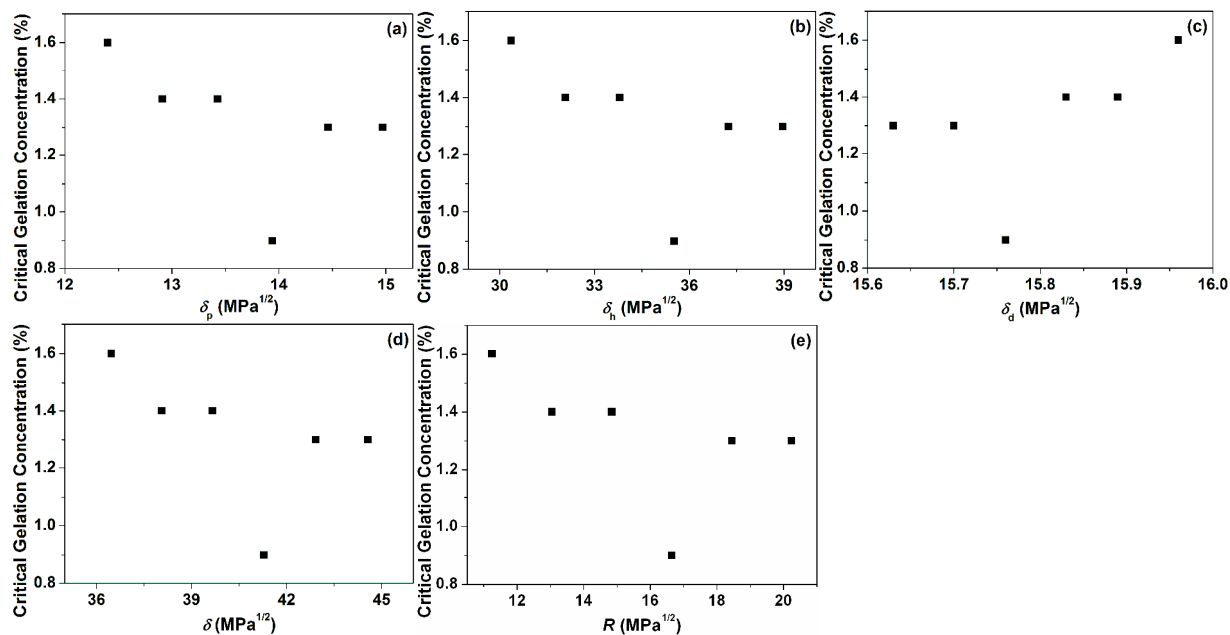 (a)
Critical Gelation Concentration (%)
1.6
1.4
1.2
1.0
0.8
12 13 14 15
δp (MPa1/2)
(b)
Critical Gelation Concentration (%)
1.6
1.4
1.2
1.0
0.8
30 33 36 39
δh (MPa1/2)
(c)
Critical Gelation Concentration (%)
1.6
1.4
1.2
1.0
0.8
15.6 15.7 15.8 15.9 16.0
δd (MPa1/2)
(d)
Critical Gelation Concentration (%)
1.6
1.4
1.2
1.0
0.8
36 39 42 45
δ (MPa1/2)
(e)
Critical Gelation Concentration (%)
1.6
1.4
1.2
1.0
0.8
12 14 16 18 20
R (MPa1/2)